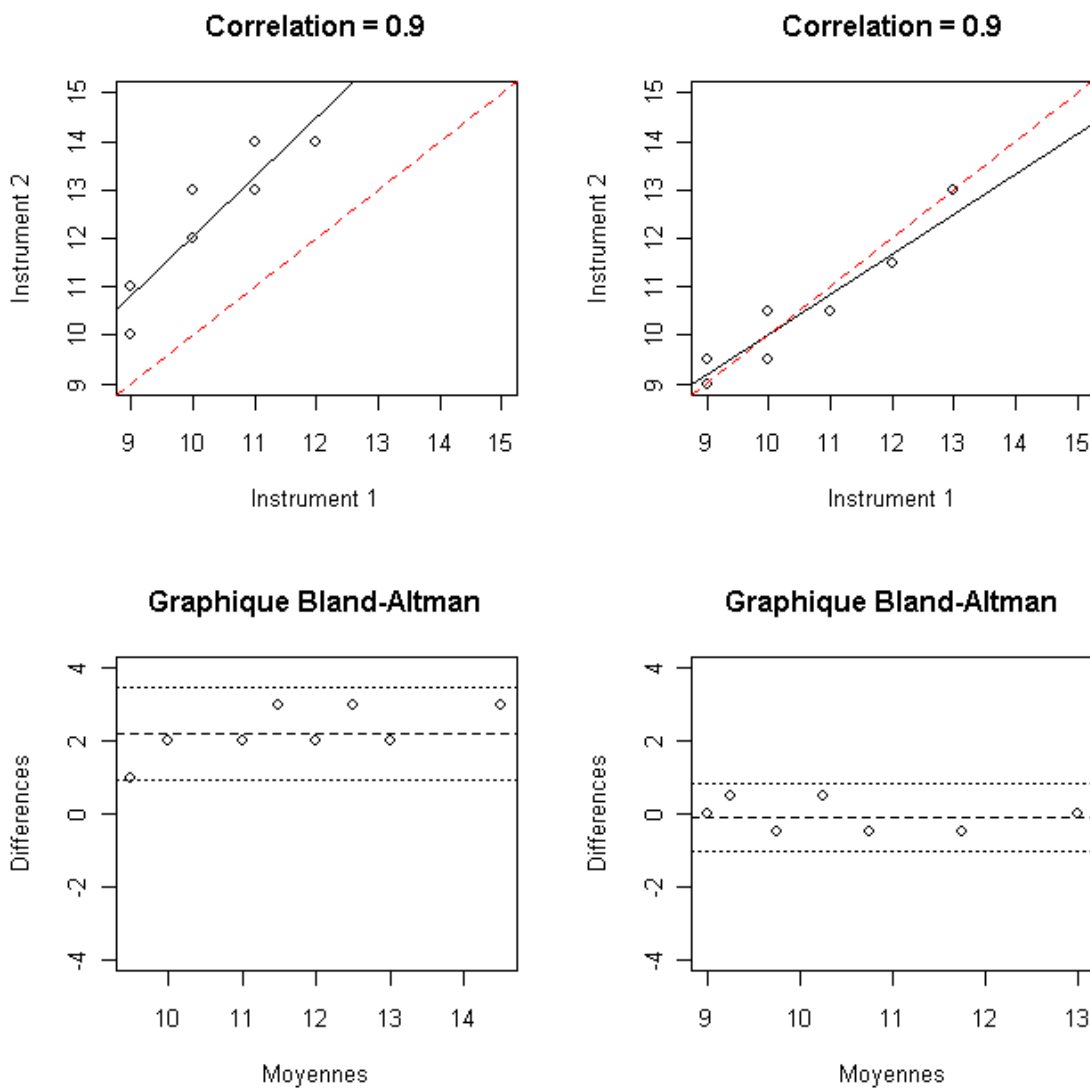 Correlation = 0.9
15
14
13
12
11
10
9
Instrument 2
9 10 11 12 13 14 15
Instrument 1
Correlation = 0.9
15
14
13
12
11
10
9
Instrument 2
9 10 11 12 13 14 15
Instrument 1
Graphique Bland-Altman
4
2
0
-2
-4
Differences
10 11 12 13 14
Moyennes
Graphique Bland-Altman
4
2
0
-2
-4
Differences
9 10 11 12 13
Moyennes